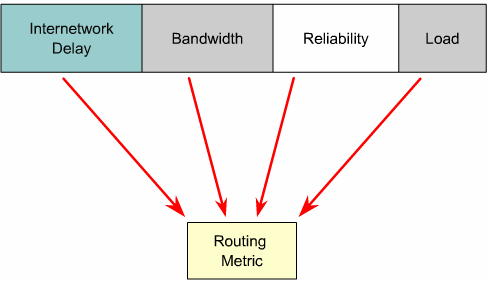 Internetwork
Delay
Bandwidth
Reliability
Load
Routing
Metric